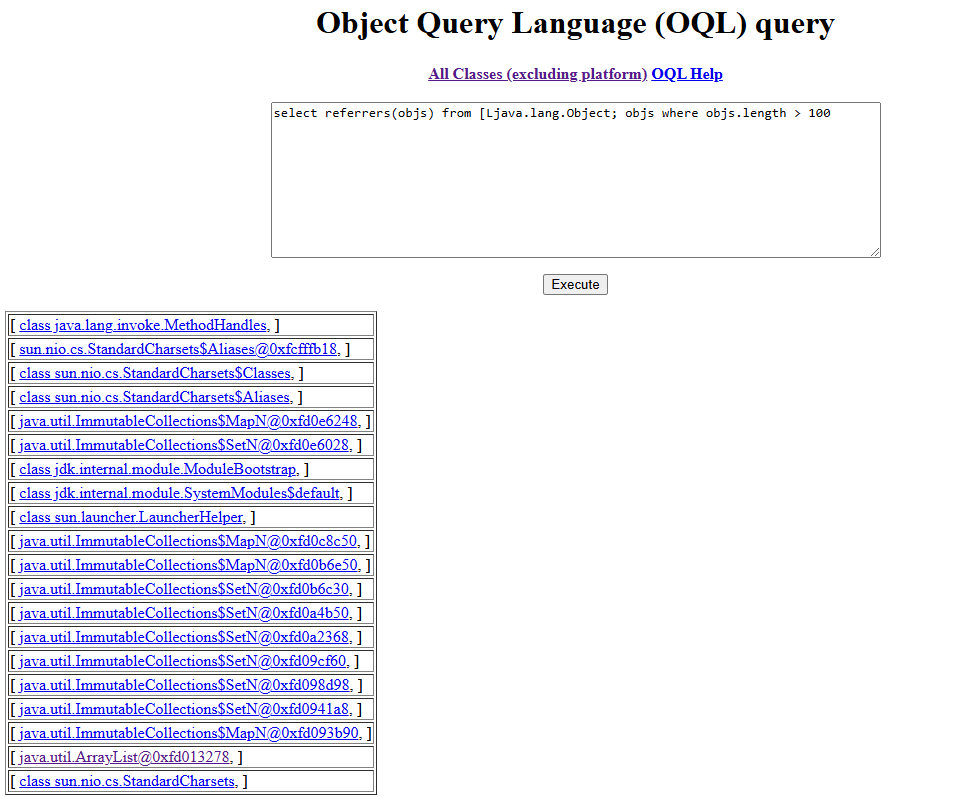 Object Query Language (OQL) query
All Classes (excluding platform) OQL Help
select referrers(objs) from [Ljava.lang.Object; objs where objs.length > 100
Execute
[ class java.lang.invoke.MethodHandles, ]
[ sun.nio.cs.StandardCharsets$Aliases@0xfcfffb18, ]
[ class sun.nio.cs.StandardCharsets$Classes, ]
[ class sun.nio.cs.StandardCharsets$Aliases, ]
[ java.util.ImmutableCollections$MapN@0xfd0e6248, ]
[ java.util.ImmutableCollections$SetN@0xfd0e6028, ]
[ class jdk.internal.module.ModuleBootstrap, ]
[ class jdk.internal.module.SystemModules$default, ]
[ class sun.launcher.LauncherHelper, ]
[ java.util.ImmutableCollections$MapN@0xfd0c8c50, ]
[ java.util.ImmutableCollections$MapN@0xfd0b6e50, ]
[ java.util.ImmutableCollections$SetN@0xfd0b6c30, ]
[ java.util.ImmutableCollections$SetN@0xfd0a4b50, ]
[ java.util.ImmutableCollections$SetN@0xfd0a2368, ]
[ java.util.ImmutableCollections$SetN@0xfd09cf60, ]
[ java.util.ImmutableCollections$SetN@0xfd098d98, ]
[ java.util.ImmutableCollections$SetN@0xfd0941a8, ]
[ java.util.ImmutableCollections$MapN@0xfd093b90, ]
[ java.util.ArrayList@0xfd013278, ]
[ class sun.nio.cs.StandardCharsets, ]